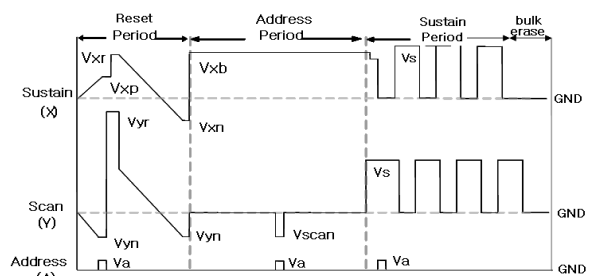 Reset Period
Address Period
Sustain Period
bulk erase
Vxr
Vxp
Vxb
Vs
Sustain (X)
GND
Vxn
Vyr
Vs
Scan (Y)
GND
Vyn
Vyn
Vscan
Address
Va
Va
Va
GND